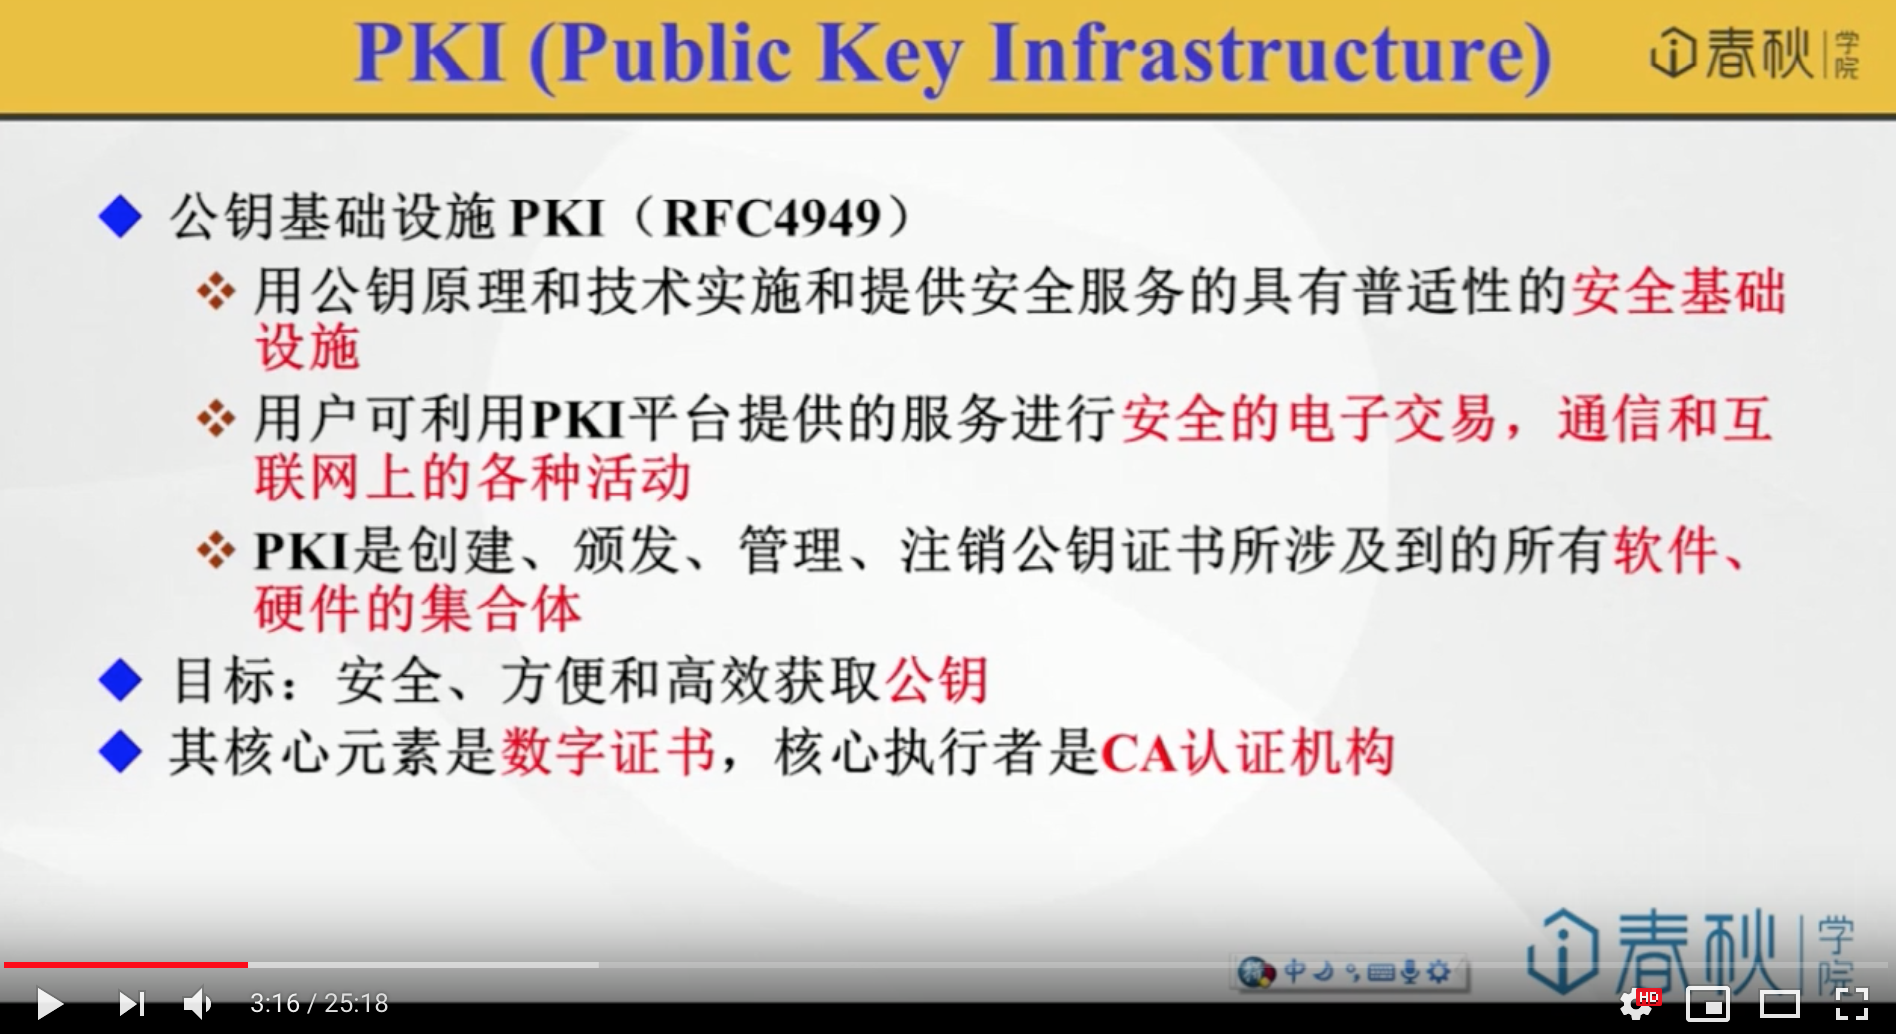 PKI (Public Key Infrastructure)
春秋 学院
公钥基础设施 PKI（RFC4949）
用公钥原理和技术实施和提供安全服务的具有普适性的安全基础
设施
用户可利用PKI平台提供的服务进行安全的电子交易，通信和互
联网上的各种活动
PKI是创建、颁发、管理、注销公钥证书所涉及到的所有软件、
硬件的集合体
目标：安全、方便和高效获取公钥
其核心元素是数字证书，核心执行者是CA认证机构
春秋 学院
中
3:16 / 25:18
HD